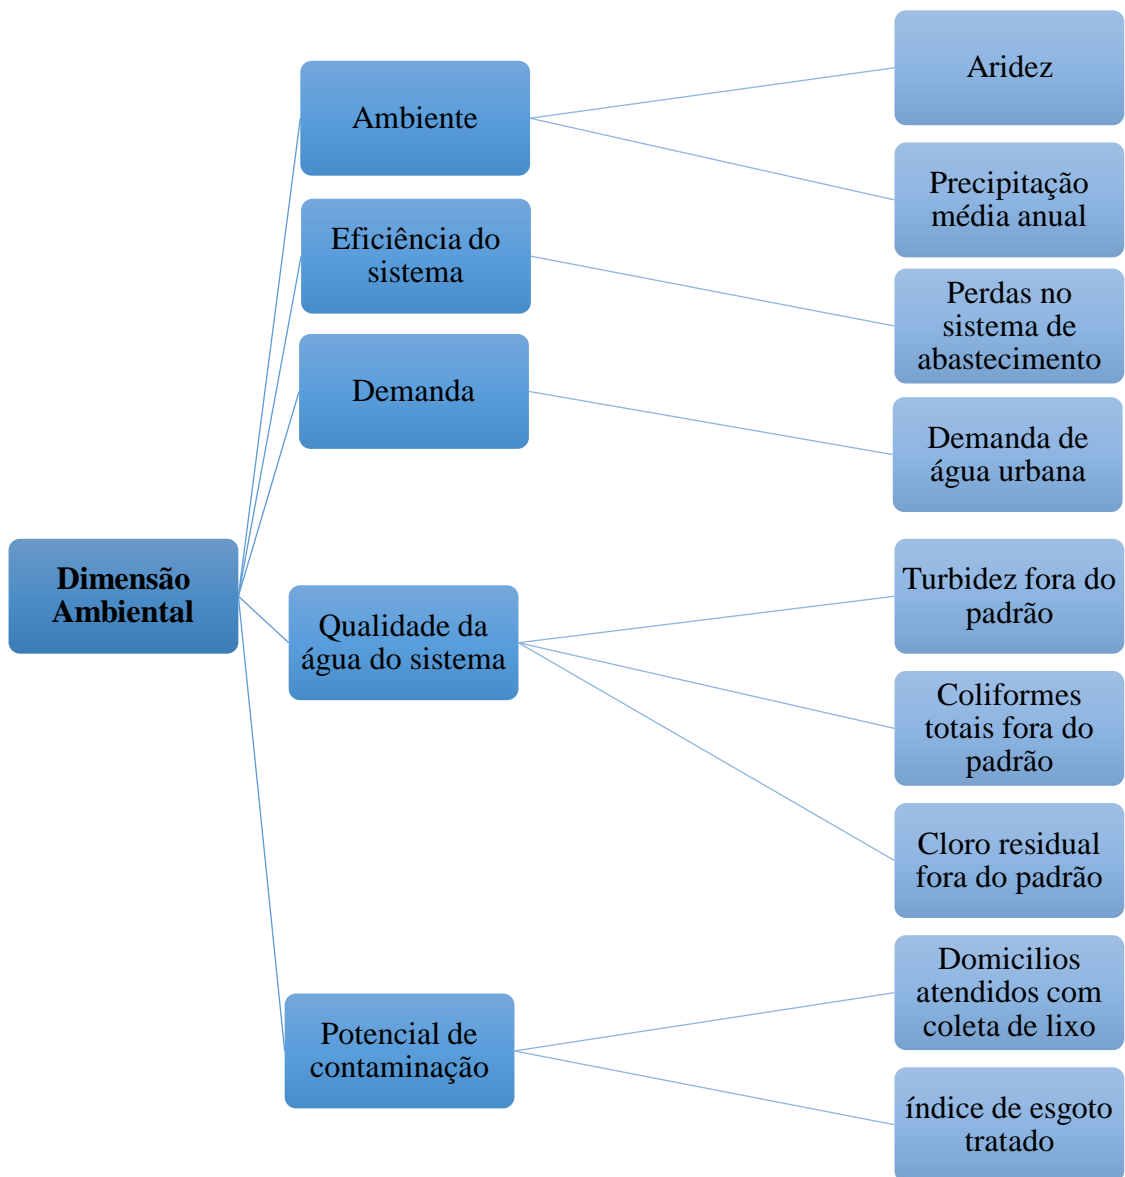 Dimensão
Ambiental
Ambiente
Aridez
Precipitação
média anual
Eficiência do
sistema
Perdas no
sistema de
abastecimento
Demanda
Demanda de
água urbana
Qualidade da
água do sistema
Turbidez fora do
padrão
Coliformes
totais fora do
padrão
Cloro residual
fora do padrão
Potencial de
contaminação
Domicilios
atendidos com
coleta de lixo
índice de esgoto
tratado